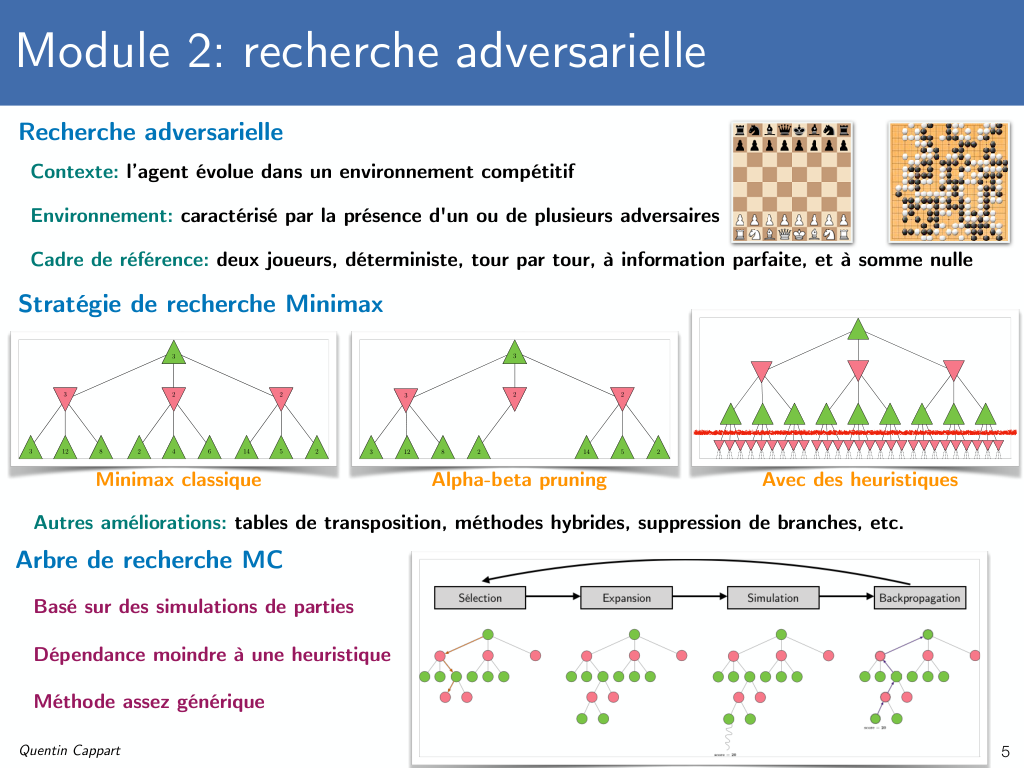 Module 2: recherche adversarielle
Recherche adversarielle
Contexte: l'agent évolue dans un environnement compétitif
Environnement: caractérisé par la présence d'un ou de plusieurs adversaires
Cadre de référence: deux joueurs, déterministe, tour par tour, à information parfaite, et à somme nulle
Stratégie de recherche Minimax
3
3 2 2
3 12 8 2 4 6 14 5 2
Minimax classique
3
3 2 2
3 12 8 2 14 5 2
Alpha-beta pruning
Avec des heuristiques
Autres améliorations: tables de transposition, méthodes hybrides, suppression de branches, etc.
Arbre de recherche MC
Basé sur des simulations de parties
Dépendance moindre à une heuristique
Méthode assez générique
Sélection Expansion Simulation Backpropagation
Quentin Cappart
5